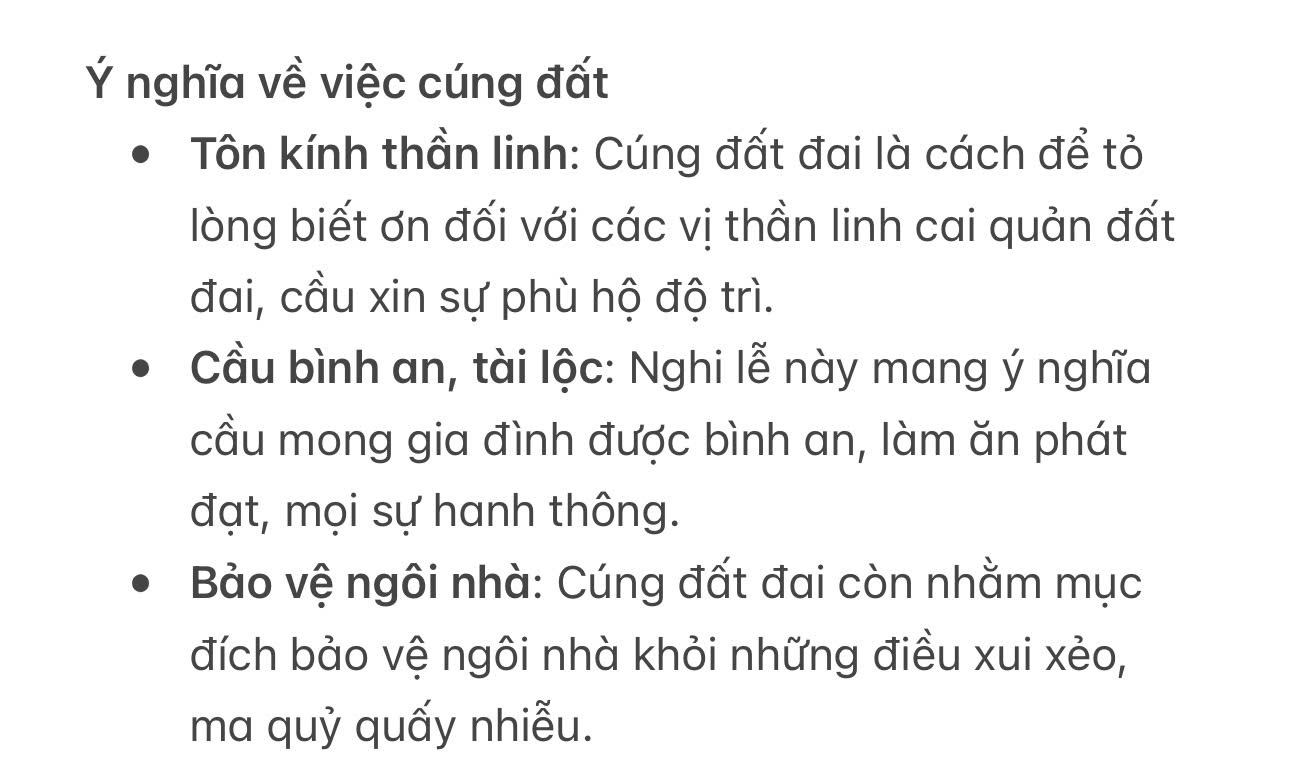 Ý nghĩa về việc cúng đất
• Tôn kính thần linh: Cúng đất đai là cách để tỏ
lòng biết ơn đối với các vị thần linh cai quản đất
đai, cầu xin sự phù hộ độ trì.
• Cầu bình an, tài lộc: Nghi lễ này mang ý nghĩa
cầu mong gia đình được bình an, làm ăn phát
đạt, mọi sự hanh thông.
• Bảo vệ ngôi nhà: Cúng đất đai còn nhằm mục
đích bảo vệ ngôi nhà khỏi những điều xui xẻo,
ma quỷ quấy nhiễu.